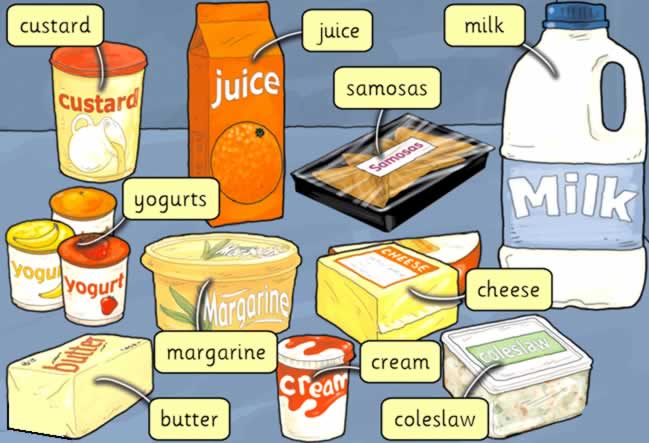 custard
juice
milk
custard
juice
samosas
Samosas
Milk
yogurts
yogu
yogurt
Margarine
CHEESE
cheese
margarine
butter
cream
cream
coleslaw
butter
coleslaw